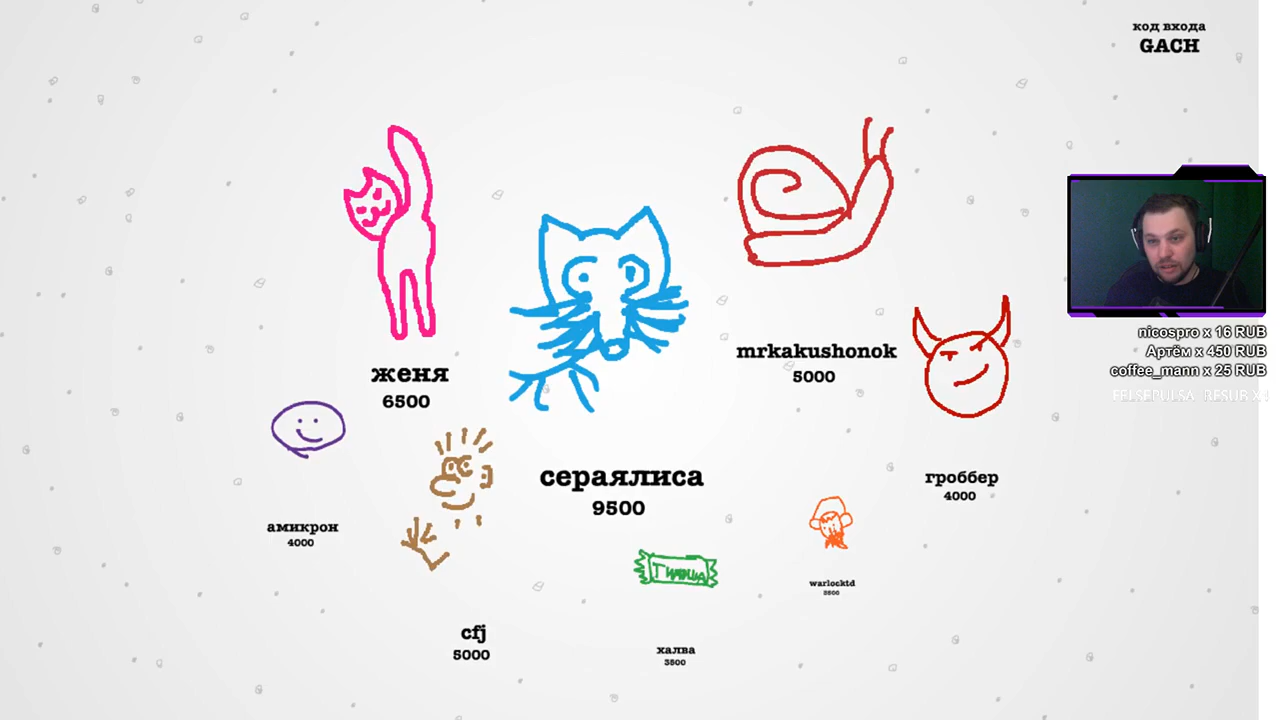 код входа
GACH
женя
6500
mrkakushonok
5000
nicospro x 16 RUB
Артём x 450 RUB
coffee_mann x 25 RUB
сераялиса
9500
гроббер
4000
амикрон
4000
warlocktd
3500
cfj
5000
халва
3500